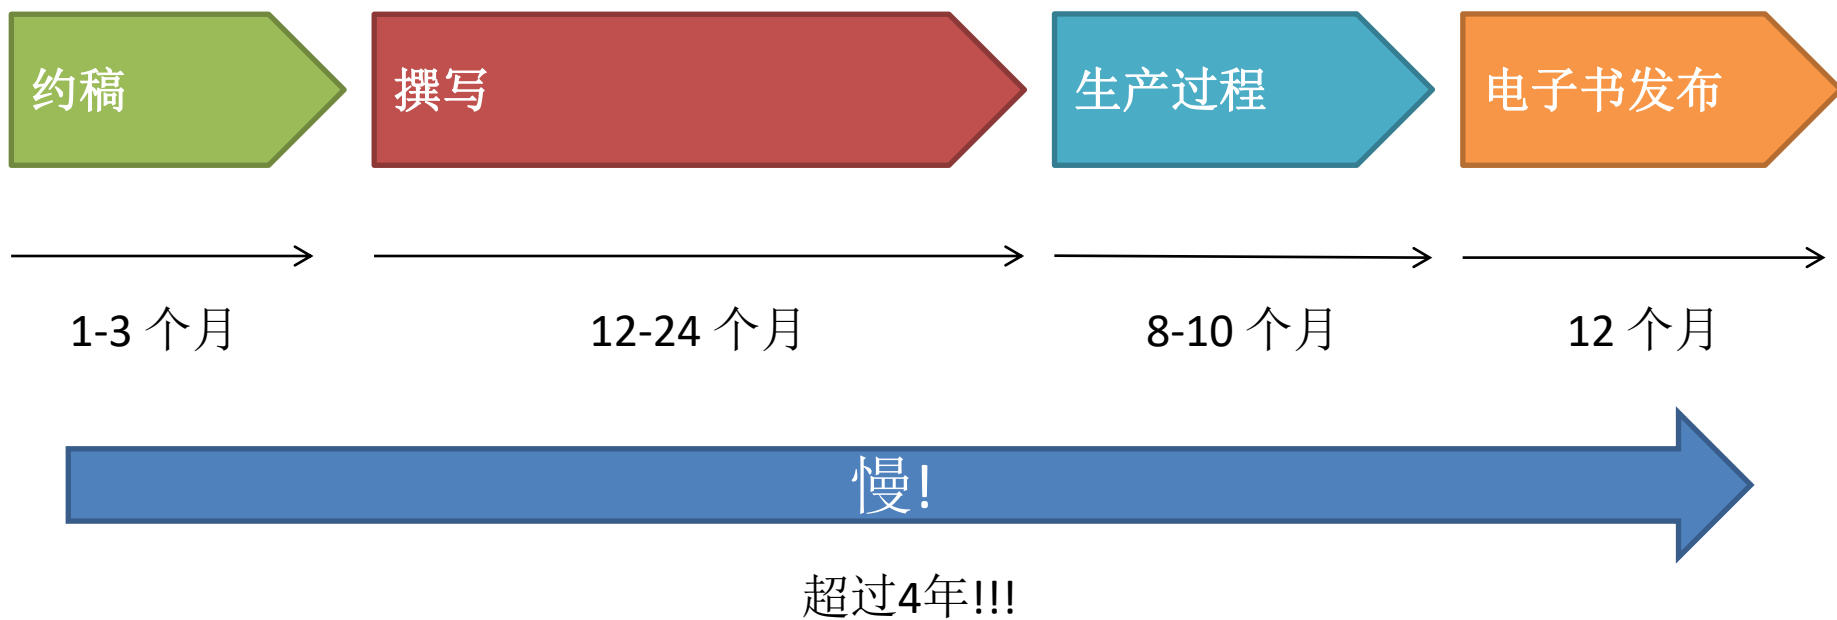 约稿
撰写
生产过程
电子书发布
1-3 个月
12-24 个月
8-10 个月
12 个月
慢!
超过4年!!!